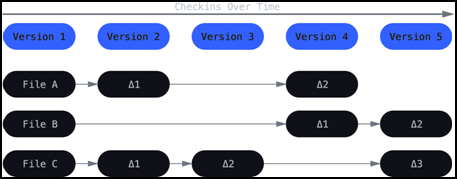 Checkins Over Time
Version 1 Version 2 Version 3 Version 4 Version 5
File A Δ1 Δ2
File B Δ1 Δ2
File C Δ1 Δ2 Δ3